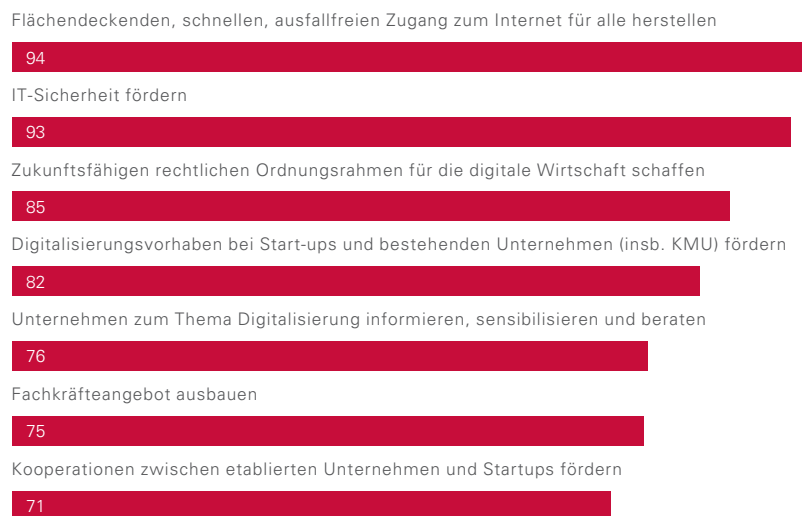 Flächendeckenden, schnellen, ausfallfreien Zugang zum Internet für alle herstellen
94
IT-Sicherheit fördern
93
Zukunftsfähigen rechtlichen Ordnungsrahmen für die digitale Wirtschaft schaffen
85
Digitalisierungsvorhaben bei Start-ups und bestehenden Unternehmen (insb. KMU) fördern
82
Unternehmen zum Thema Digitalisierung informieren, sensibilisieren und beraten
76
Fachkräfteangebot ausbauen
75
Kooperationen zwischen etablierten Unternehmen und Startups fördern
71